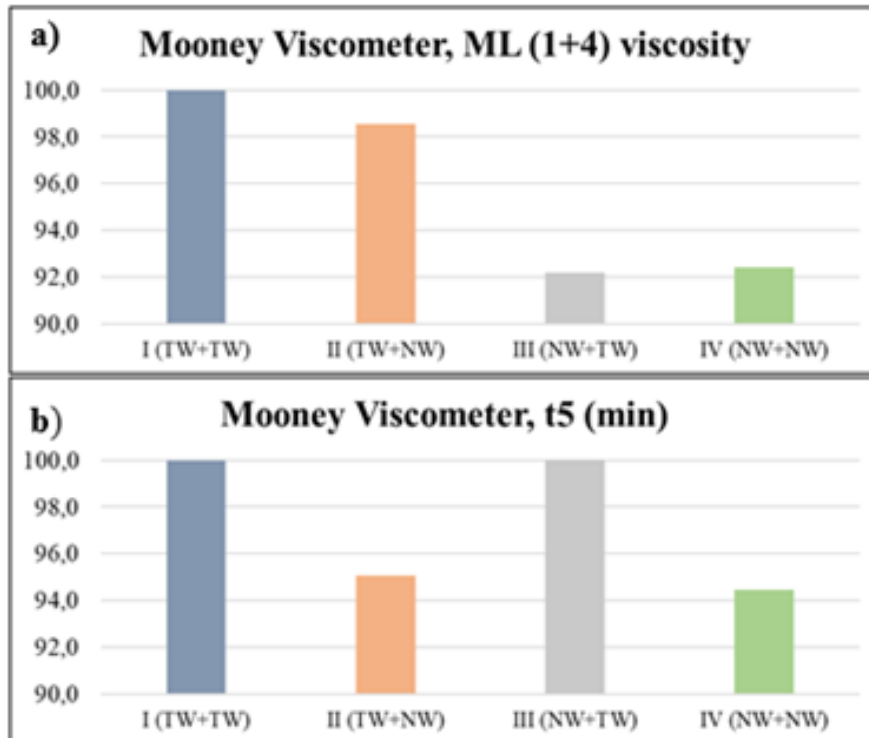 a)
Mooney Viscometer, ML (1+4) viscosity
100,0
98,0
96,0
94,0
92,0
90,0
I (TW+TW) II (TW+NW) III (NW+TW) IV (NW+NW)
b)
Mooney Viscometer, t5 (min)
100,0
98,0
96,0
94,0
92,0
90,0
I (TW+TW) II (TW+NW) III (NW+TW) IV (NW+NW)